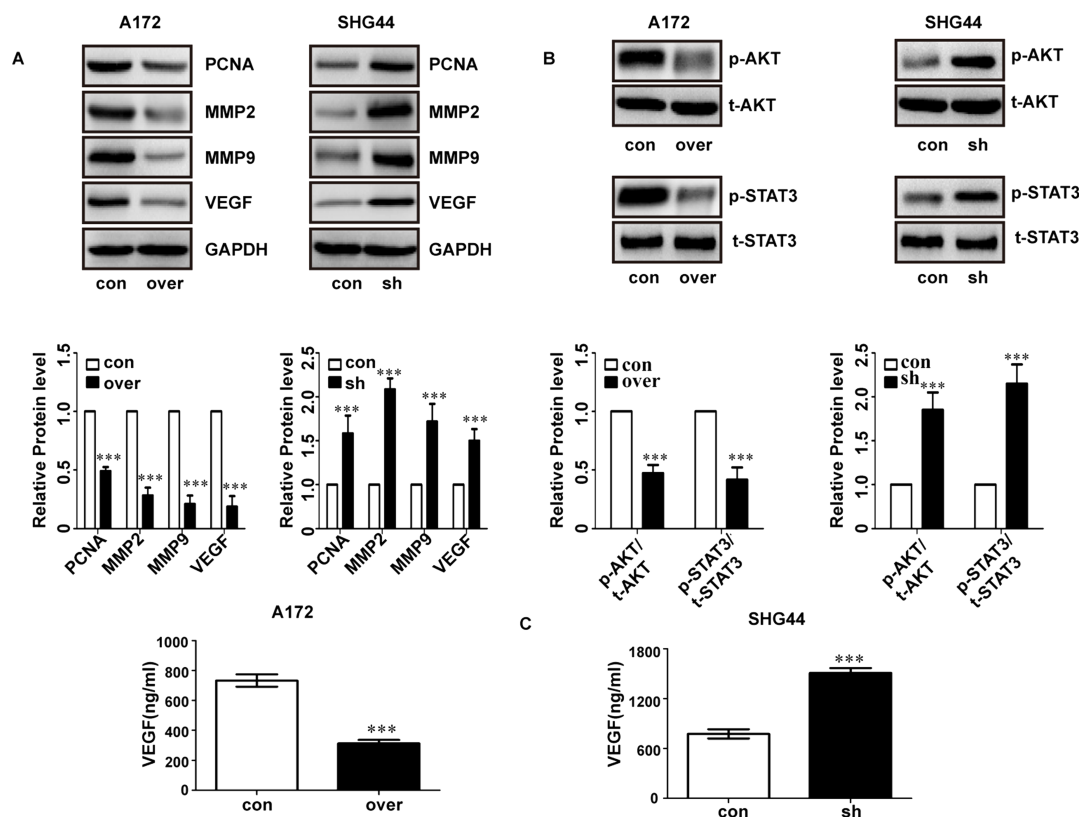 A172
SHG44
A
PCNA
PCNA
MMP2
MMP2
MMP9
MMP9
VEGF
VEGF
GAPDH
GAPDH
con over
con sh
A172
SHG44
B
p-AKT
p-AKT
t-AKT
t-AKT
con over
con sh
p-STAT3
p-STAT3
t-STAT3
t-STAT3
con over
con sh
Relative Protein level
1.5
1.0
0.5
0
con
over
***
***
***
***
PCNA
MMP2
MMP9
VEGF
Relative Protein level
2.5
2.0
1.5
1.0
0.5
0
con
sh
***
***
***
***
PCNA
MMP2
MMP9
VEGF
Relative Protein level
1.5
1.0
0.5
0
con
over
***
***
p-AKT/
t-AKT
p-STAT3/
t-STAT3
Relative Protein level
2.5
2.0
1.5
1.0
0
con
sh
***
***
p-AKT/
t-AKT
p-STAT3/
t-STAT3
A172
VEGF(ng/ml)
1000
800
600
400
200
0
***
con
over
C
SHG44
VEGF(ng/ml)
1800
1200
600
0
***
con
sh